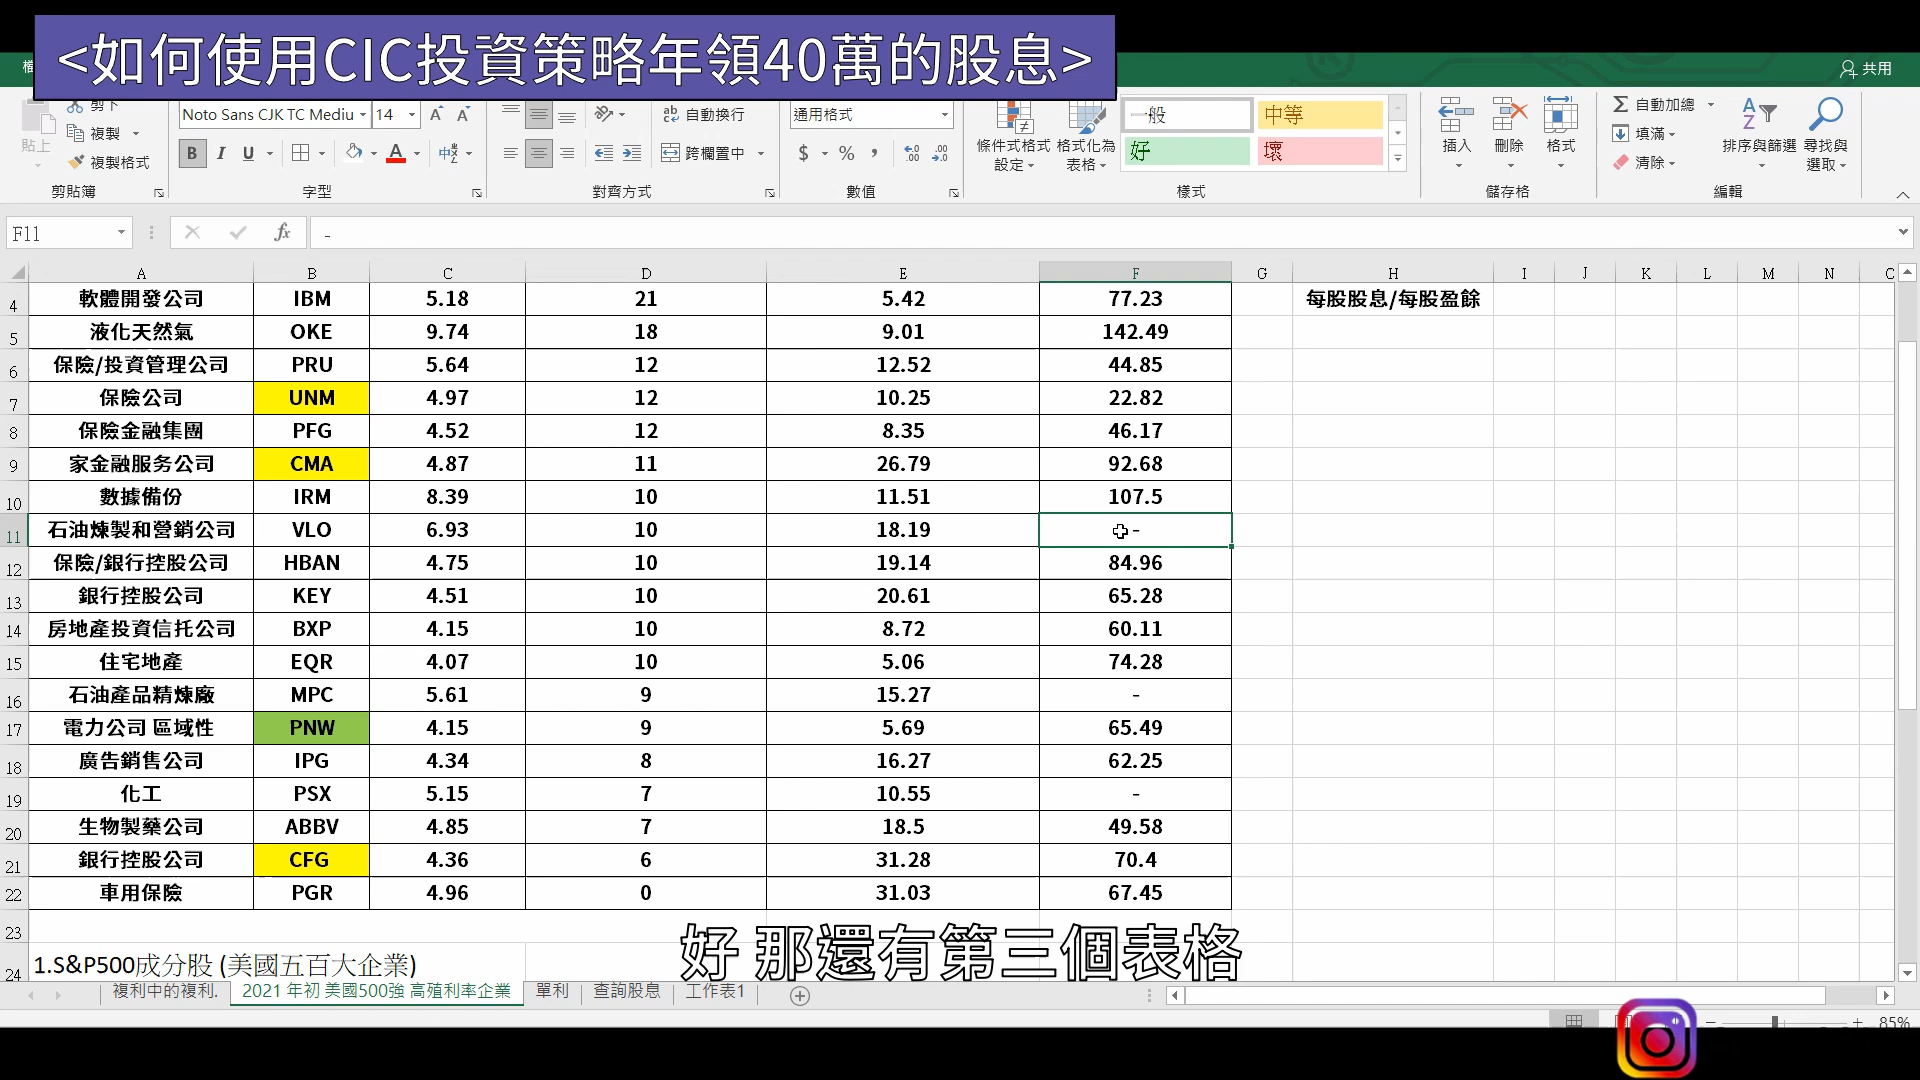 <如何使用CIC投資策略年領40萬的股息>
共用
剪下
複製
複製格式
貼上
剪貼簿
Noto Sans CJK TC Mediu 14
B I U
字型
自動換行
跨欄置中
對齊方式
通用格式
$ % ,
數值
條件式格式設定
格式化為表格
一般 中等
好 壞
樣式
插入 刪除 格式
儲存格
自動加總
填滿
清除
排序與篩選
尋找與選取
編輯
F11 fx -
A B C D E F G H I J K L M N
4 軟體開發公司 IBM 5.18 21 5.42 77.23 每股股息/每股盈餘
5 液化天然氣 OKE 9.74 18 9.01 142.49
6 保險/投資管理公司 PRU 5.64 12 12.52 44.85
7 保險公司 UNM 4.97 12 10.25 22.82
8 保險金融集團 PFG 4.52 12 8.35 46.17
9 家金融服务公司 CMA 4.87 11 26.79 92.68
10 數據備份 IRM 8.39 10 11.51 107.5
11 石油煉製和營銷公司 VLO 6.93 10 18.19 -
12 保險/銀行控股公司 HBAN 4.75 10 19.14 84.96
13 銀行控股公司 KEY 4.51 10 20.61 65.28
14 房地產投資信托公司 BXP 4.15 10 8.72 60.11
15 住宅地產 EQR 4.07 10 5.06 74.28
16 石油產品精煉廠 MPC 5.61 9 15.27 -
17 電力公司 區域性 PNW 4.15 9 5.69 65.49
18 廣告銷售公司 IPG 4.34 8 16.27 62.25
19 化工 PSX 5.15 7 10.55 -
20 生物製藥公司 ABBV 4.85 7 18.5 49.58
21 銀行控股公司 CFG 4.36 6 31.28 70.4
22 車用保險 PGR 4.96 0 31.03 67.45
23
24 1.S&P500成分股 (美國五百大企業)
好 那還有第三個表格
複利中的複利. 2021 年初 美國500強 高殖利率企業 單利 查詢股息 工作表1
85%